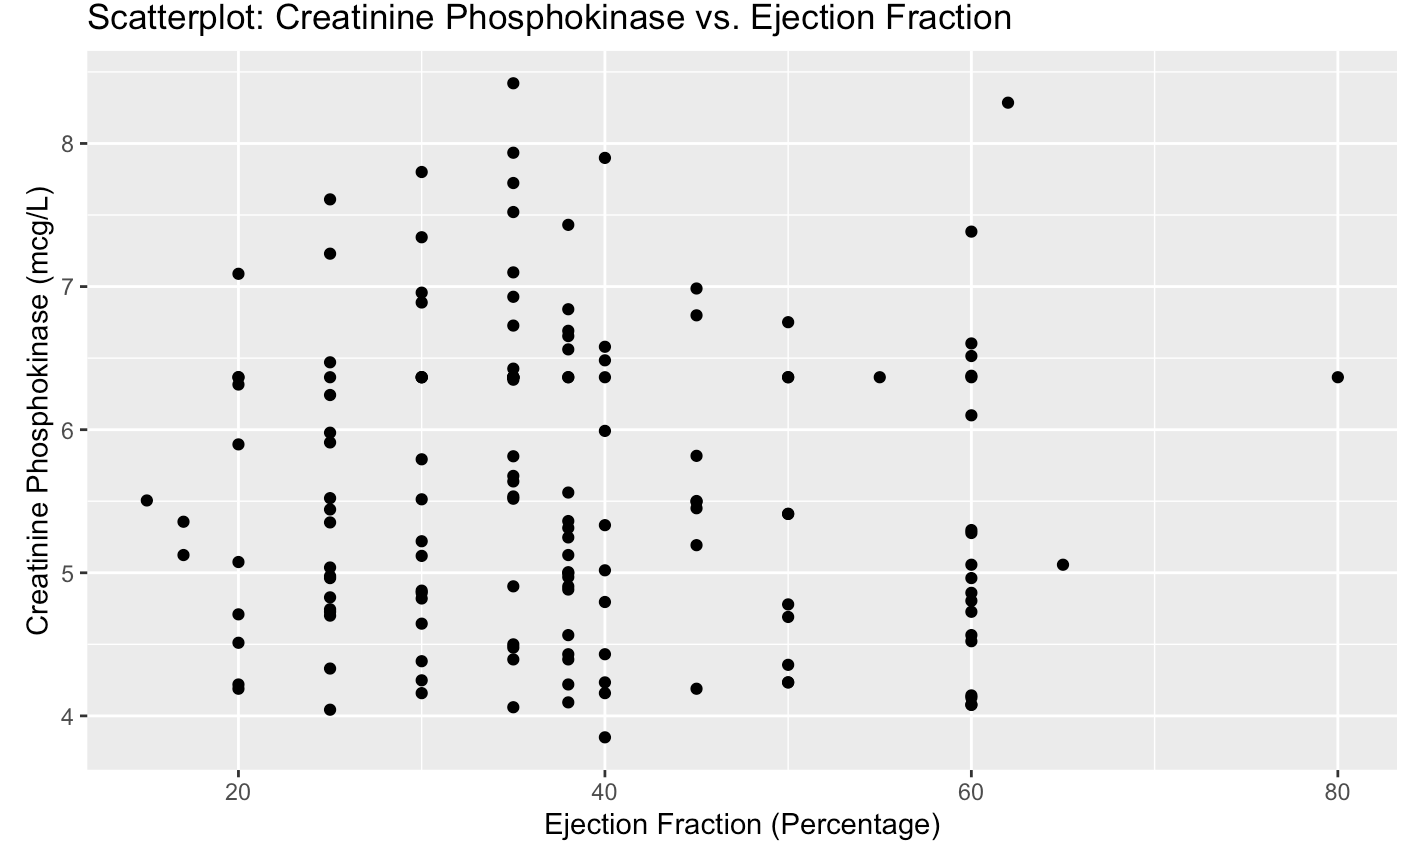 Scatterplot: Creatinine Phosphokinase vs. Ejection Fraction
Creatinine Phosphokinase (mcg/L)
8
7
6
5
4
20 40 60 80
Ejection Fraction (Percentage)